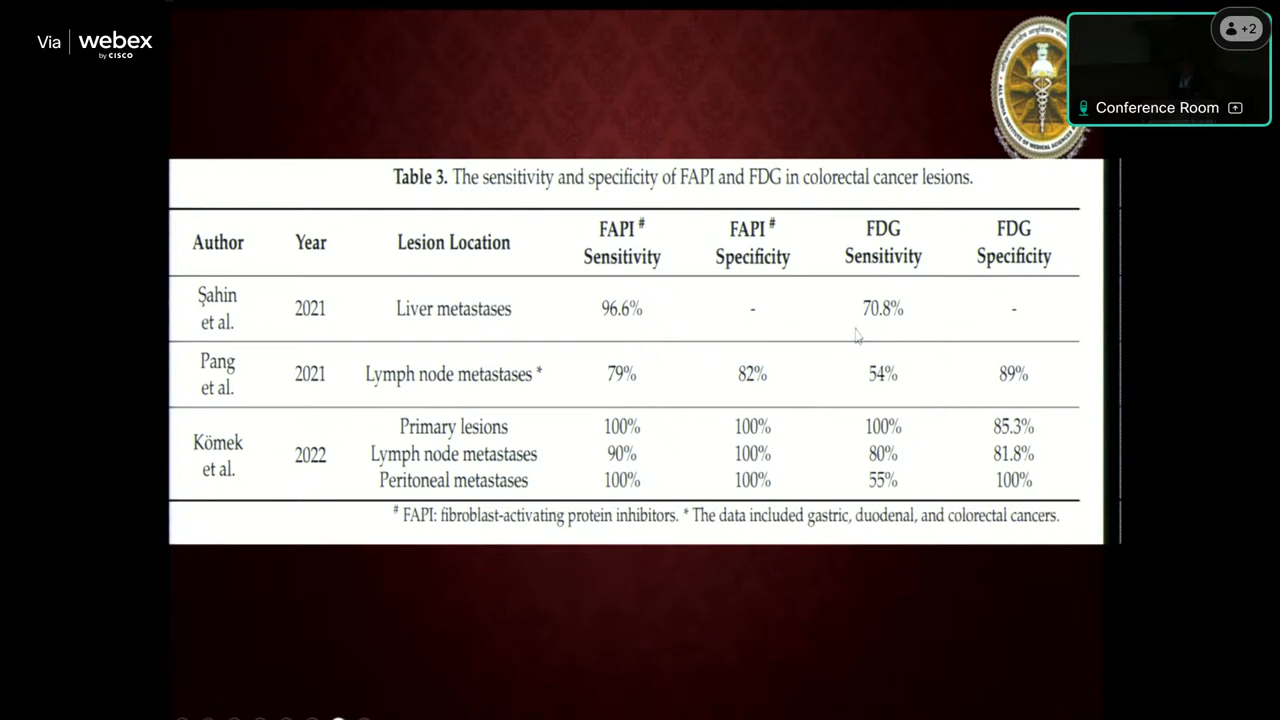 Via webex
by CISCO
+2
Conference Room
Table 3. The sensitivity and specificity of FAPI and FDG in colorectal cancer lesions.
Author Year Lesion Location FAPI # Sensitivity FAPI # Specificity FDG Sensitivity FDG Specificity
Şahin et al. 2021 Liver metastases 96.6% - 70.8% -
Pang et al. 2021 Lymph node metastases * 79% 82% 54% 89%
Kömek et al. 2022 Primary lesions 100% 100% 100% 85.3%
Lymph node metastases 90% 100% 80% 81.8%
Peritoneal metastases 100% 100% 55% 100%
# FAPI: fibroblast-activating protein inhibitors. * The data included gastric, duodenal, and colorectal cancers.